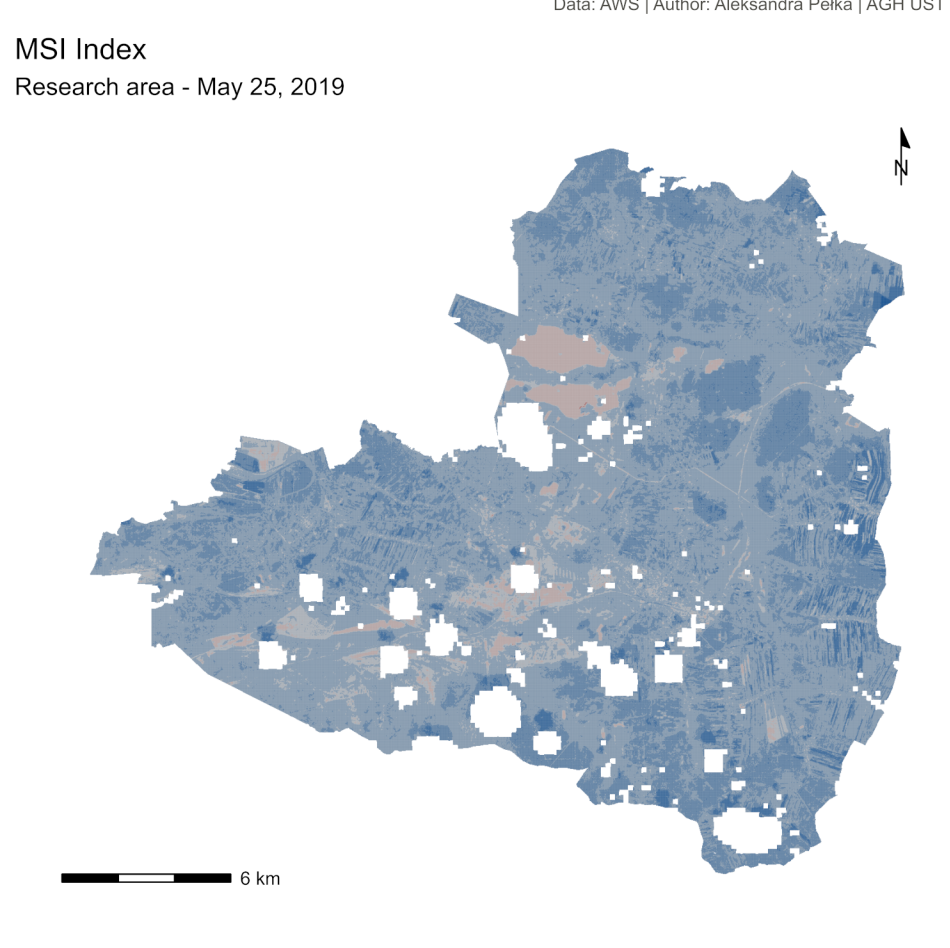 Data: AWS | Author: Aleksandra Pełka | AGH UST
MSI Index
Research area - May 25, 2019
N
6 km